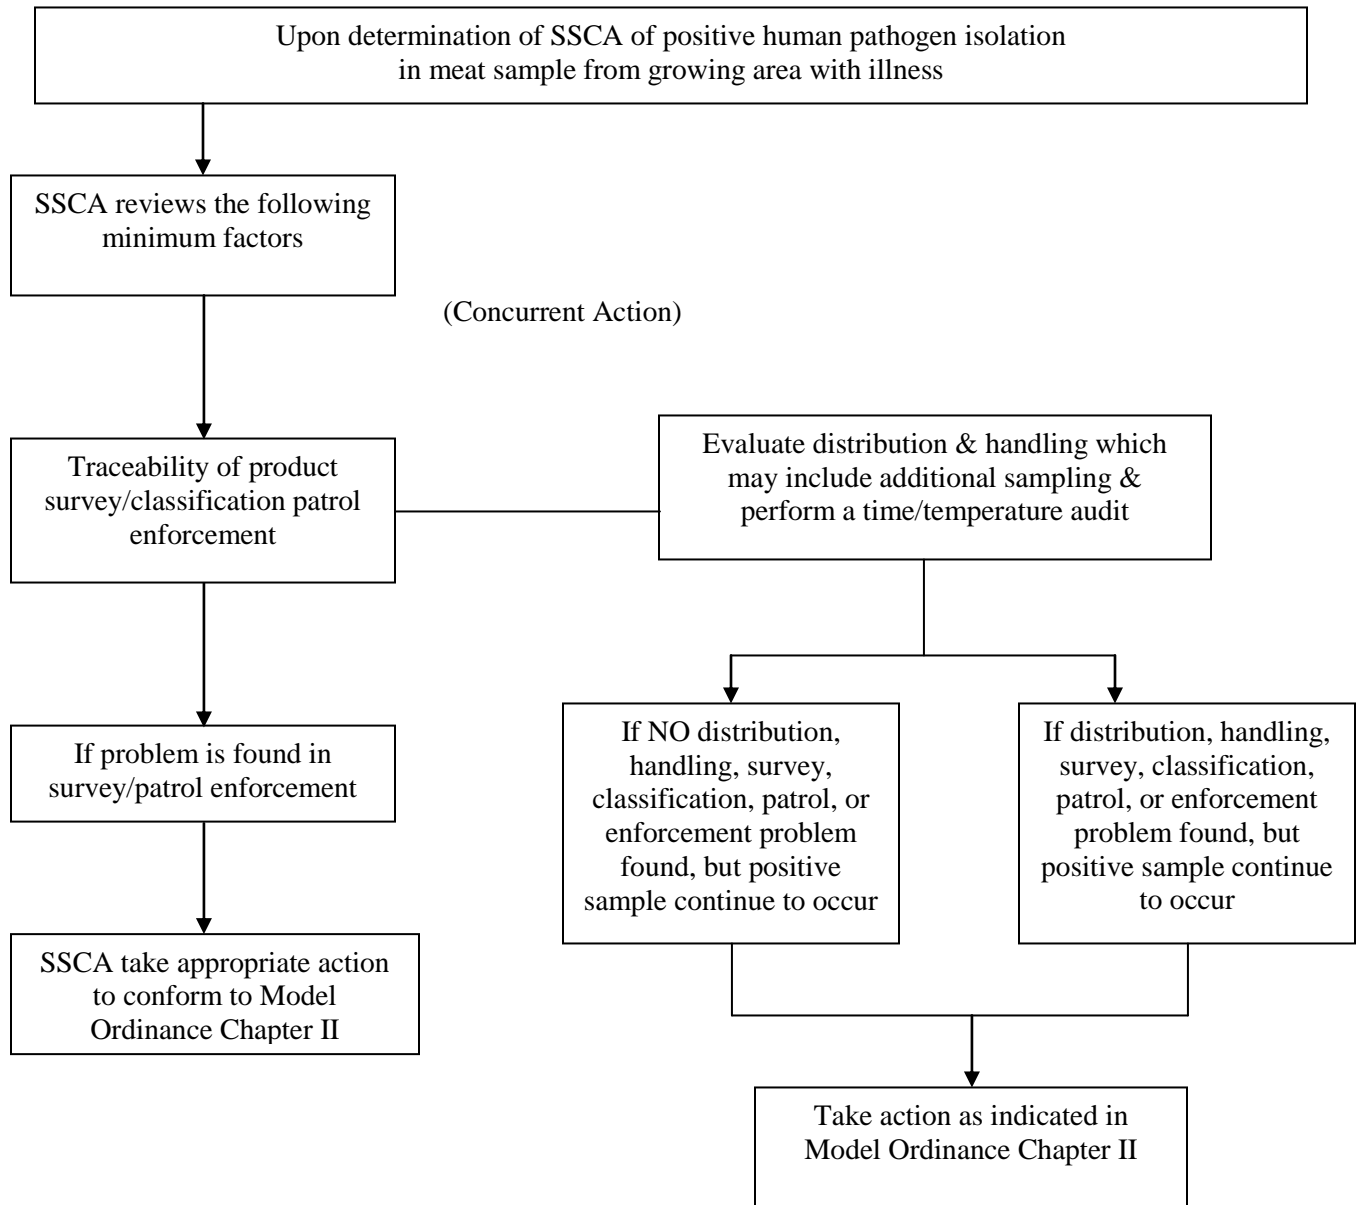 Upon determination of SSCA of positive human pathogen isolation
in meat sample from growing area with illness
SSCA reviews the following
minimum factors
(Concurrent Action)
Traceability of product
survey/classification patrol
enforcement
Evaluate distribution & handling which
may include additional sampling &
perform a time/temperature audit
If problem is found in
survey/patrol enforcement
If NO distribution,
handling, survey,
classification, patrol, or
enforcement problem
found, but positive
sample continue to occur
If distribution, handling,
survey, classification,
patrol, or enforcement
problem found, but
positive sample continue
to occur
SSCA take appropriate action
to conform to Model
Ordinance Chapter II
Take action as indicated in
Model Ordinance Chapter II